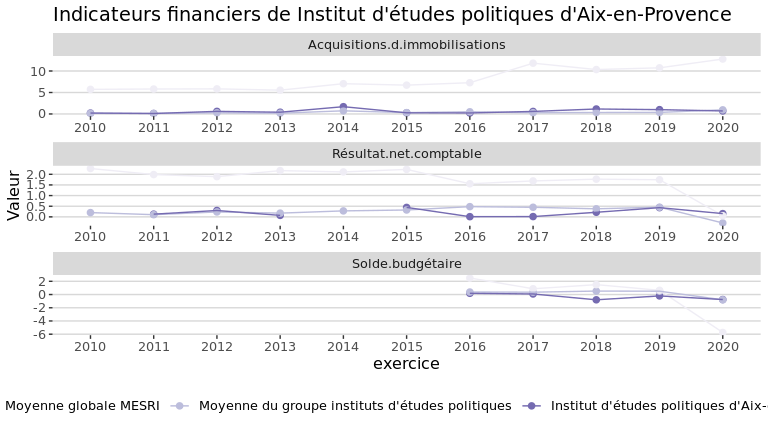 Indicateurs financiers de Institut d'études politiques d'Aix-en-Provence
Acquisitions.d.immobilisations
10
5
0
2010 2011 2012 2013 2014 2015 2016 2017 2018 2019 2020
Résultat.net.comptable
2.0
1.5
1.0
0.5
0.0
2010 2011 2012 2013 2014 2015 2016 2017 2018 2019 2020
Valeur
Solde.budgétaire
2
0
-2
-4
-6
2010 2011 2012 2013 2014 2015 2016 2017 2018 2019 2020
exercice
Moyenne globale MESRI Moyenne du groupe instituts d'études politiques Institut d'études politiques d'Aix-